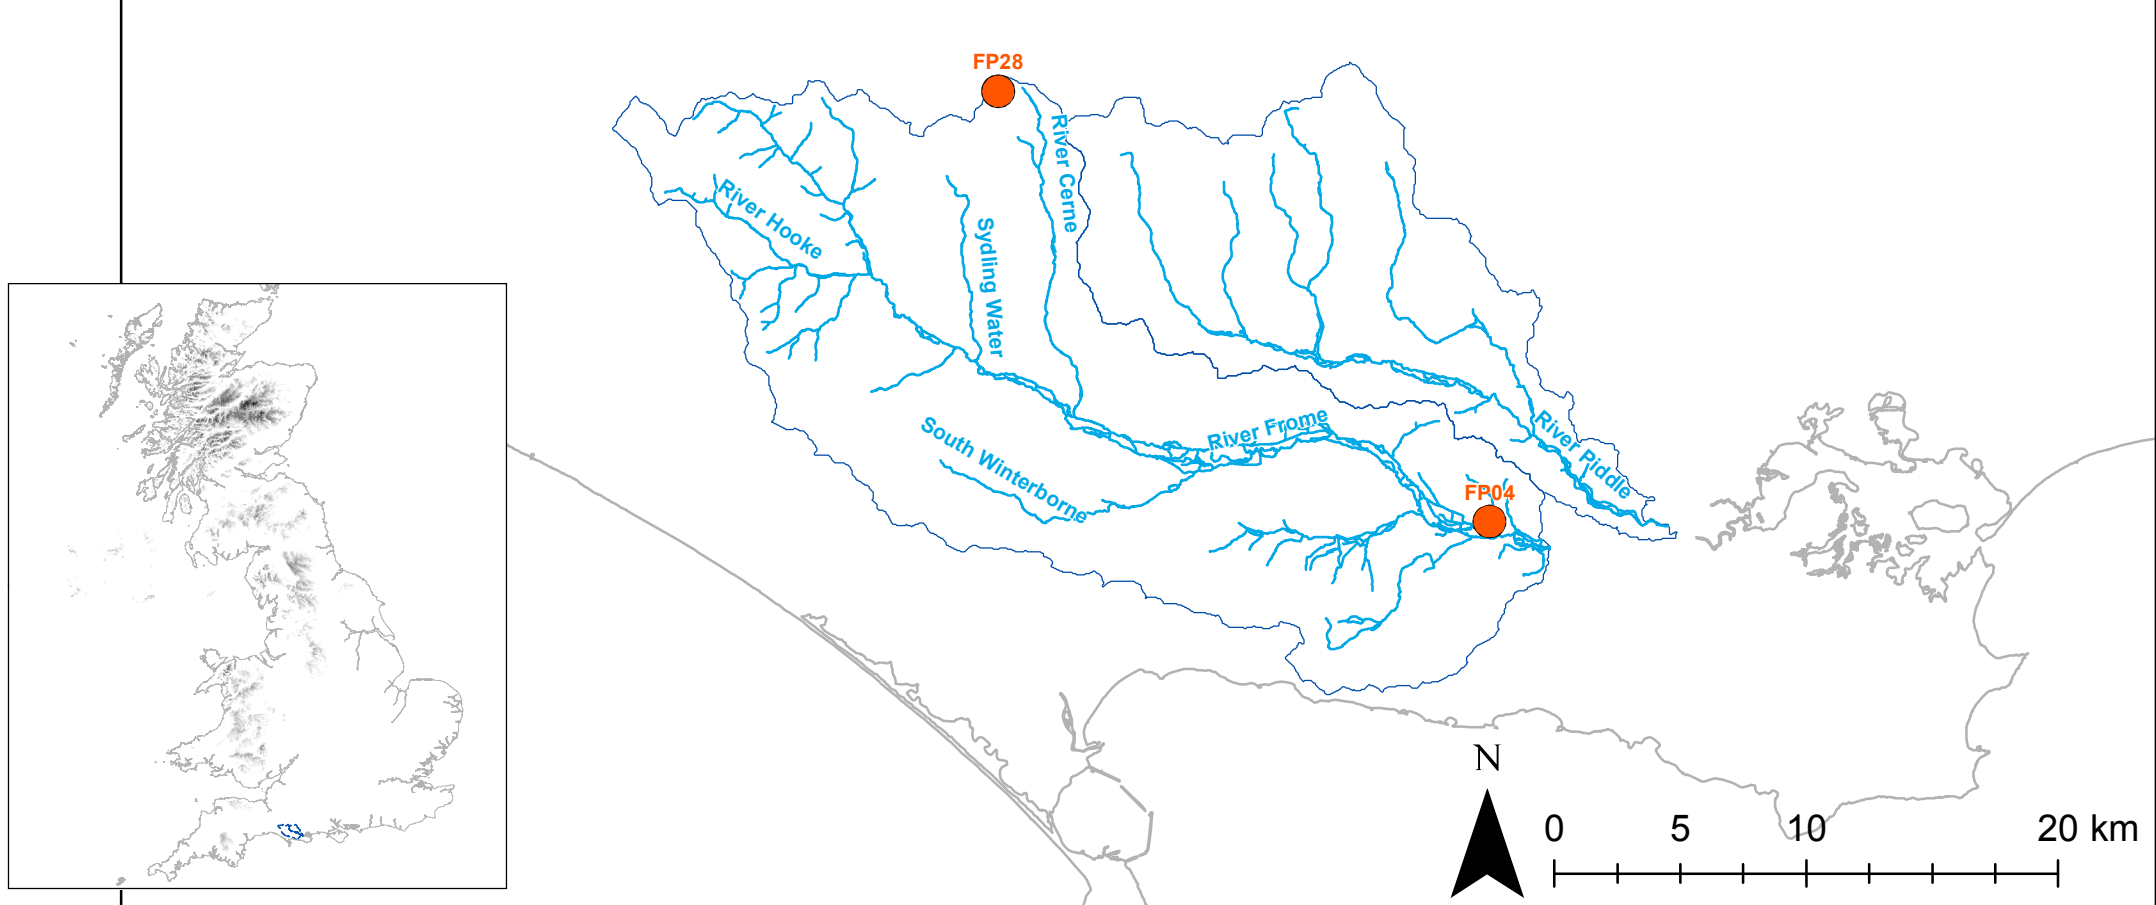 FP28
River Cerne
River Hooke
Sydling Water
River Frome
South Winterborne
River Piddle
FP04
N
0 5 10 20 km